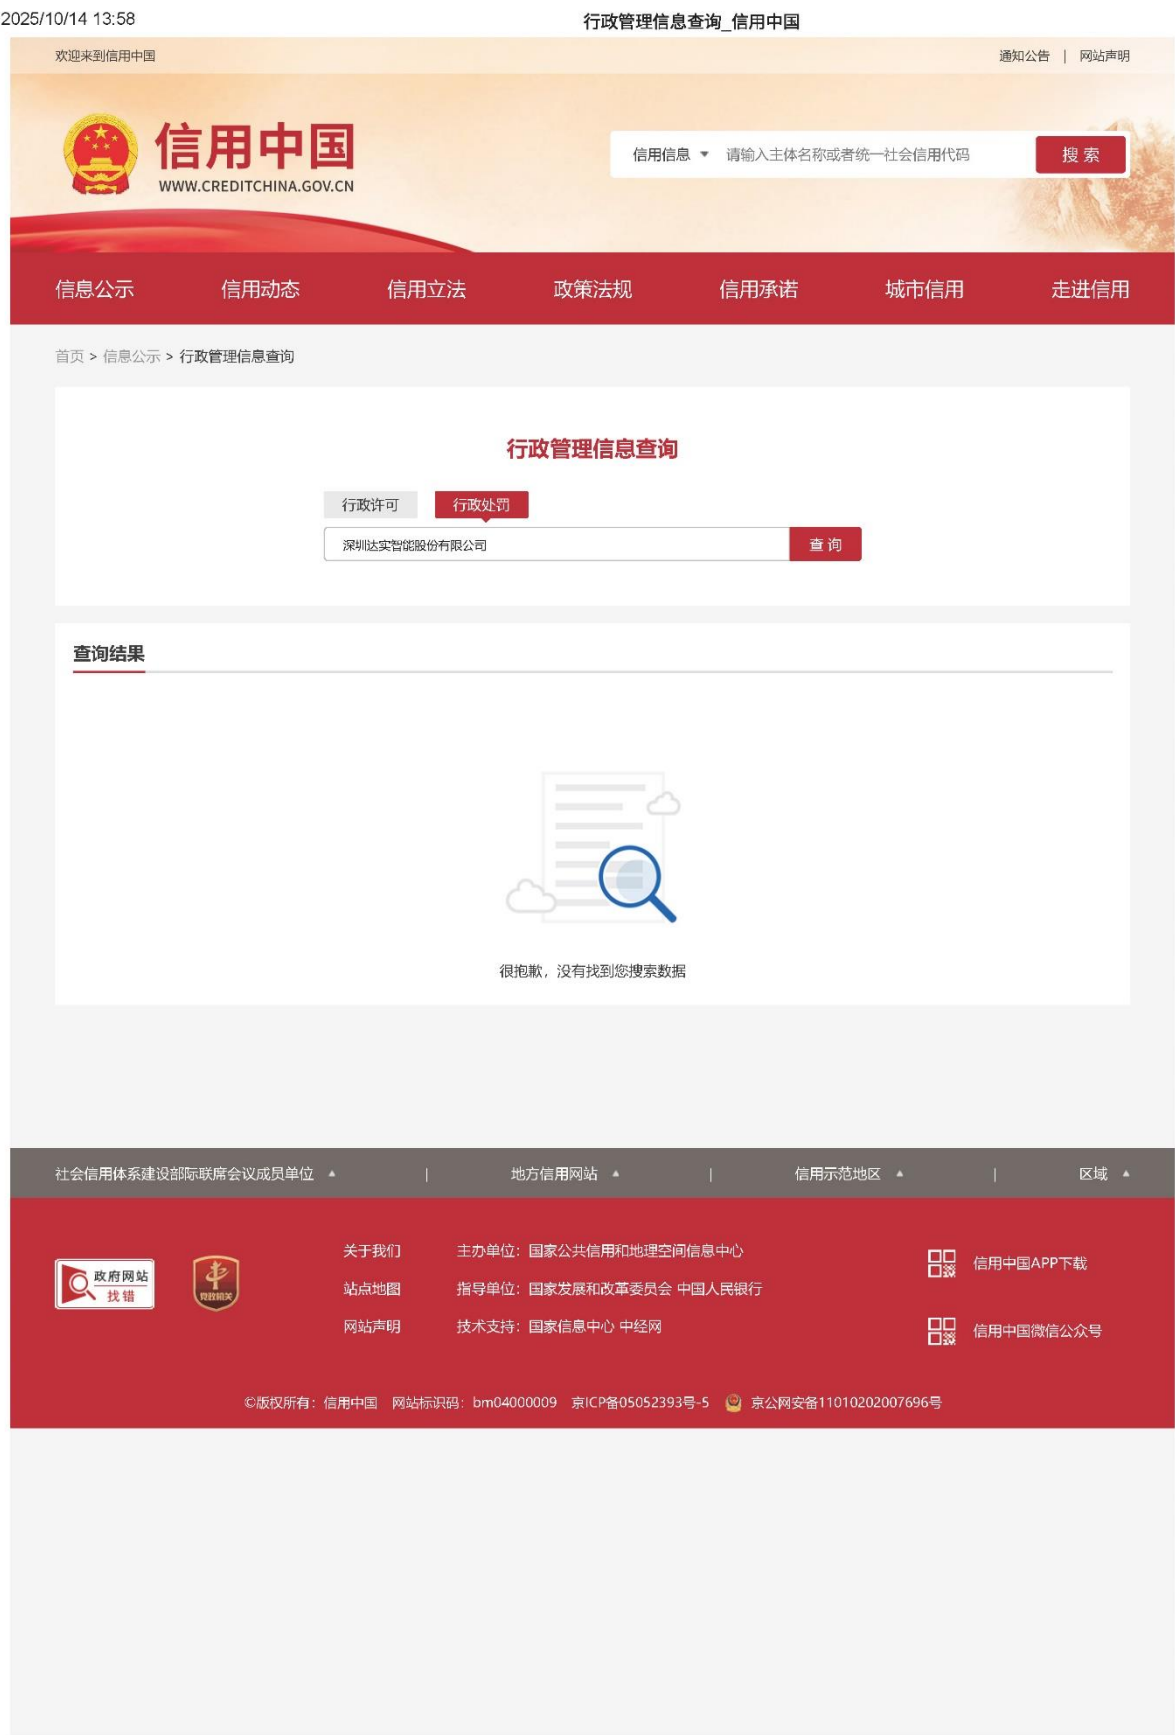 2025/10/14 13:58 行政管理信息查询_信用中国
欢迎来到信用中国 通知公告 | 网站声明
信用中国
WWW.CREDITCHINA.GOV.CN
信用信息 请输入主体名称或者统一社会信用代码 搜索
信息公示 信用动态 信用立法 政策法规 信用承诺 城市信用 走进信用
首页 > 信息公示 > 行政管理信息查询
行政管理信息查询
行政许可 行政处罚
深圳达实智能股份有限公司 查询
查询结果
很抱歉，没有找到您搜索数据
社会信用体系建设部际联席会议成员单位 | 地方信用网站 | 信用示范地区 | 区域
政府网站
找错
党政机关
关于我们 主办单位：国家公共信用和地理空间信息中心
站点地图 指导单位：国家发展和改革委员会 中国人民银行
网站声明 技术支持：国家信息中心 中经网
信用中国APP下载
信用中国微信公众号
©版权所有：信用中国 网站标识码：bm04000009 京ICP备05052393号-5 京公网安备11010202007696号